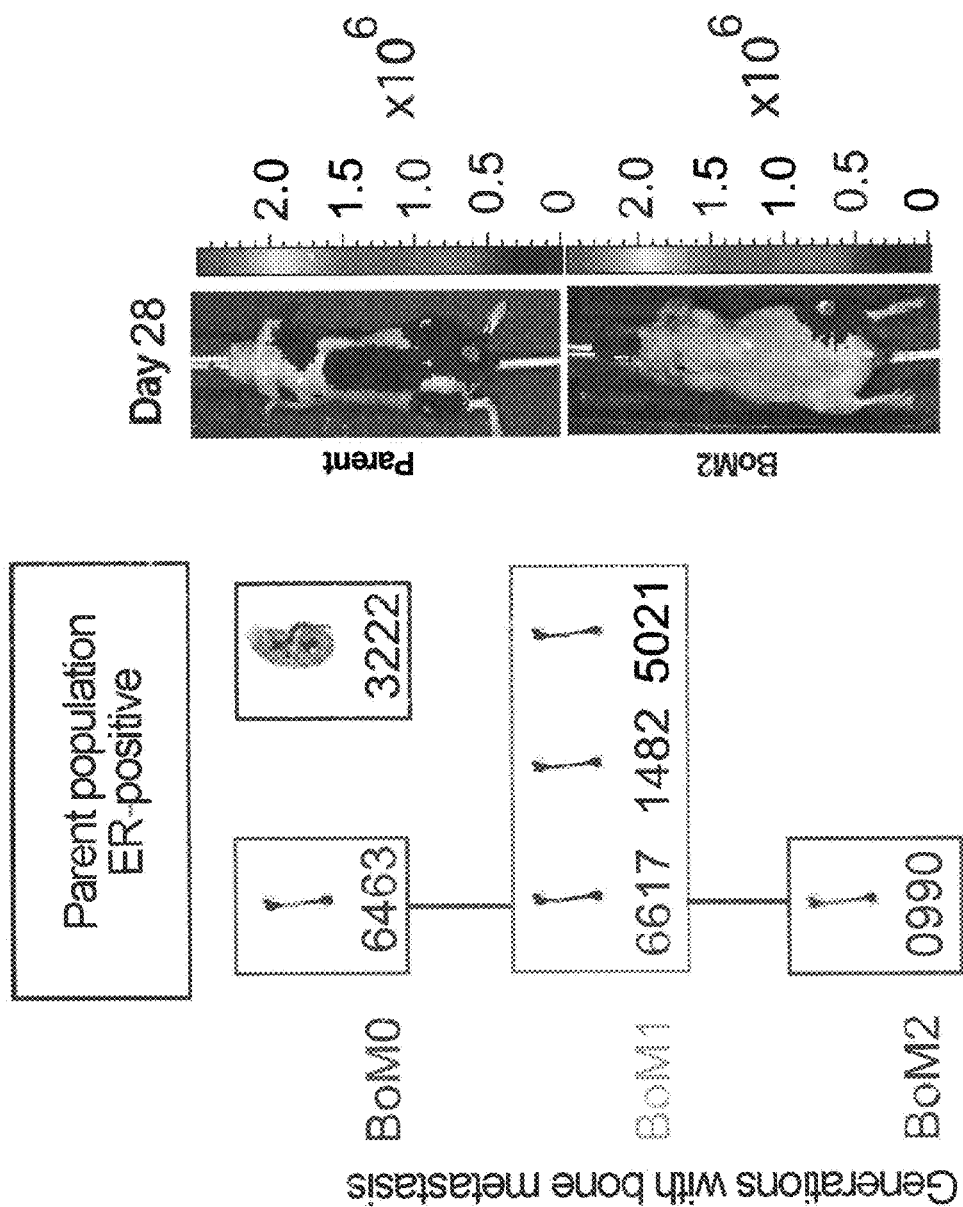 Parent population
ER-positive
Generations with bone metastasis
BoM0
6463
3222
BoM1
6617 1482 5021
BoM2
0990
Day 28
Parent
2.0
1.5
1.0
0.5
0
x10
6
BoM2
2.0
1.5
1.0
0.5
0
x10
6